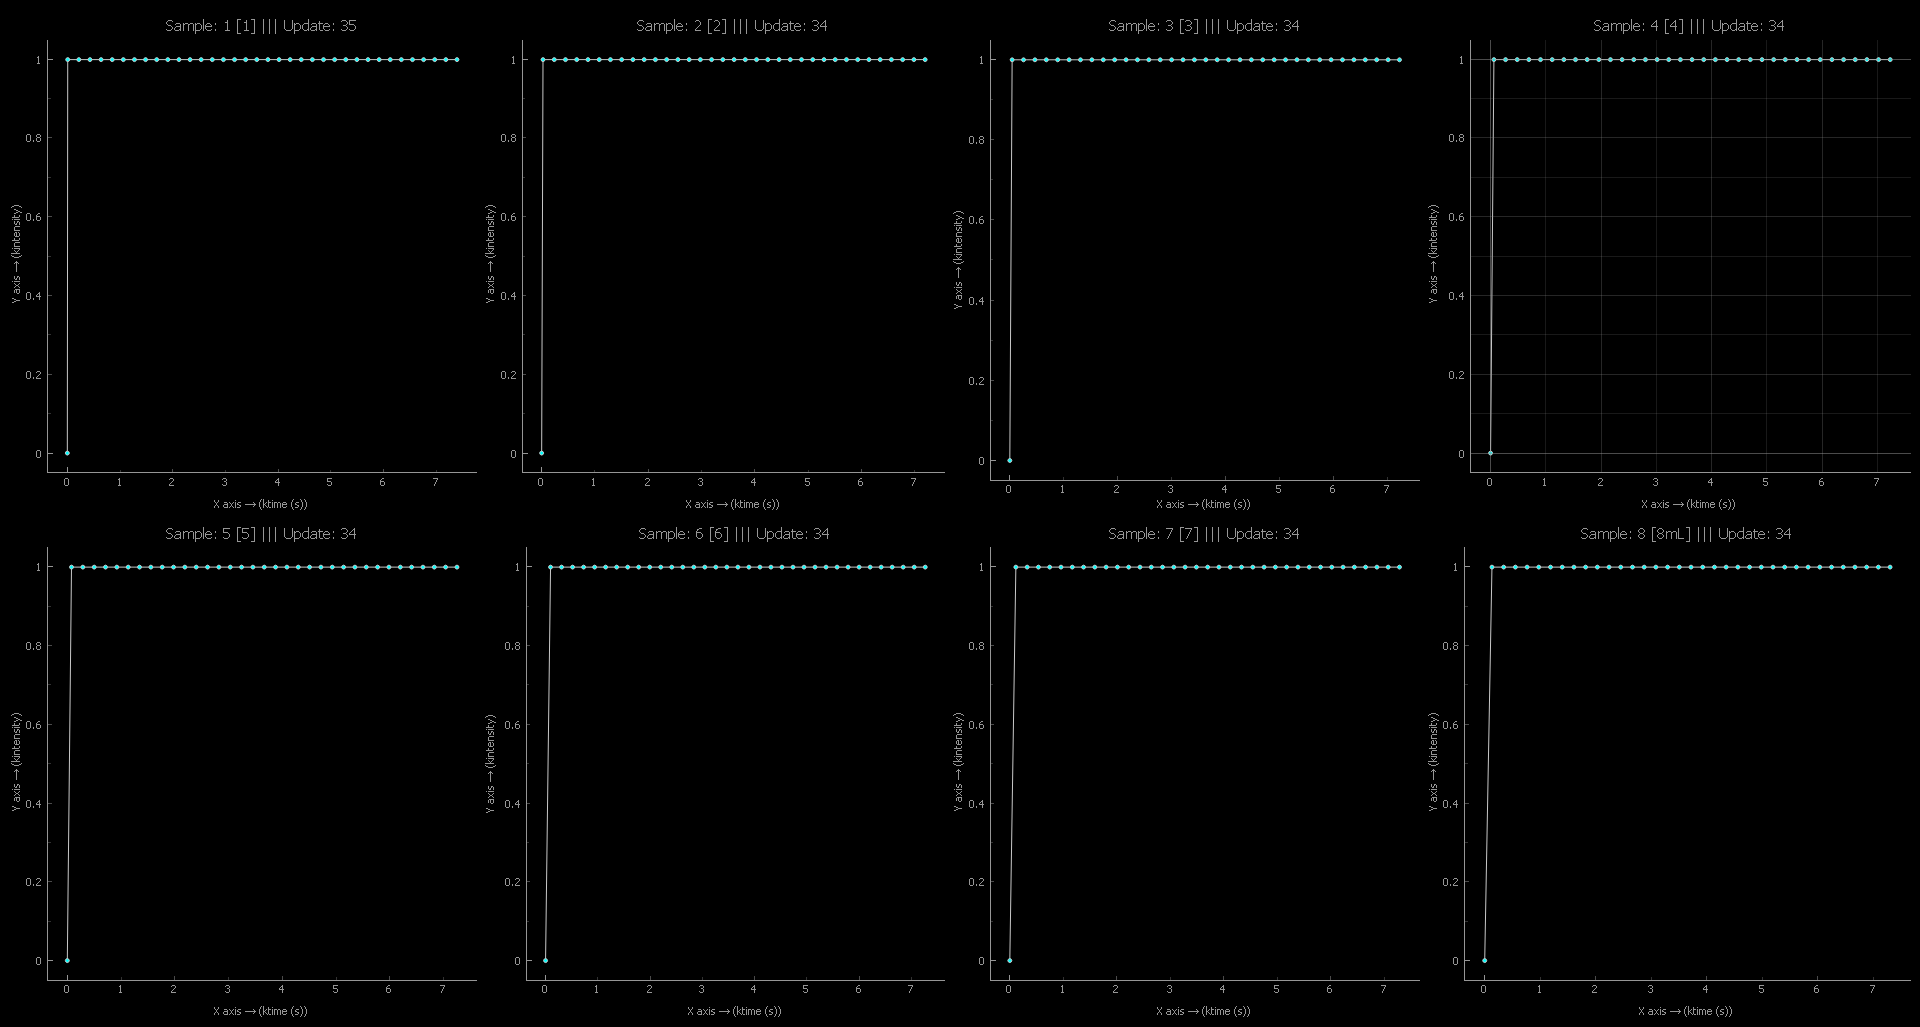 Sample: 1 [1] ||| Update: 35
1
0.8
0.6
0.4
0.2
0
Y axis → (kintensity)
0 1 2 3 4 5 6 7
X axis → (ktime (s))
Sample: 2 [2] ||| Update: 34
1
0.8
0.6
0.4
0.2
0
Y axis → (kintensity)
0 1 2 3 4 5 6 7
X axis → (ktime (s))
Sample: 3 [3] ||| Update: 34
1
0.8
0.6
0.4
0.2
0
Y axis → (kintensity)
0 1 2 3 4 5 6 7
X axis → (ktime (s))
Sample: 4 [4] ||| Update: 34
1
0.8
0.6
0.4
0.2
0
Y axis → (kintensity)
0 1 2 3 4 5 6 7
X axis → (ktime (s))
Sample: 5 [5] ||| Update: 34
1
0.8
0.6
0.4
0.2
0
Y axis → (kintensity)
0 1 2 3 4 5 6 7
X axis → (ktime (s))
Sample: 6 [6] ||| Update: 34
1
0.8
0.6
0.4
0.2
0
Y axis → (kintensity)
0 1 2 3 4 5 6 7
X axis → (ktime (s))
Sample: 7 [7] ||| Update: 34
1
0.8
0.6
0.4
0.2
0
Y axis → (kintensity)
0 1 2 3 4 5 6 7
X axis → (ktime (s))
Sample: 8 [8mL] ||| Update: 34
1
0.8
0.6
0.4
0.2
0
Y axis → (kintensity)
0 1 2 3 4 5 6 7
X axis → (ktime (s))